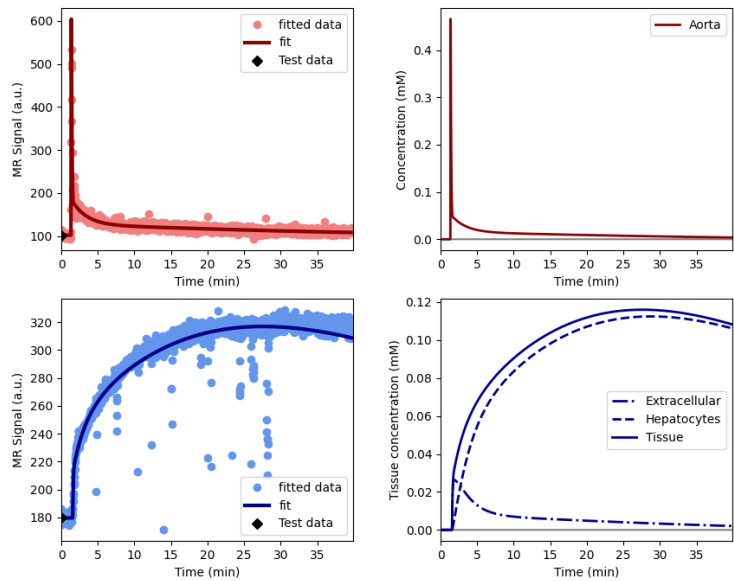 600
500
400
300
200
100
MR Signal (a.u.)
fitted data
fit
Test data
0 5 10 15 20 25 30 35
Time (min)
0.4
0.3
0.2
0.1
0.0
Concentration (mM)
Aorta
0 5 10 15 20 25 30 35
Time (min)
320
300
280
260
240
220
200
180
MR Signal (a.u.)
fitted data
fit
Test data
0 5 10 15 20 25 30 35
Time (min)
0.12
0.10
0.08
0.06
0.04
0.02
0.00
Tissue concentration (mM)
Extracellular
Hepatocytes
Tissue
0 5 10 15 20 25 30 35
Time (min)